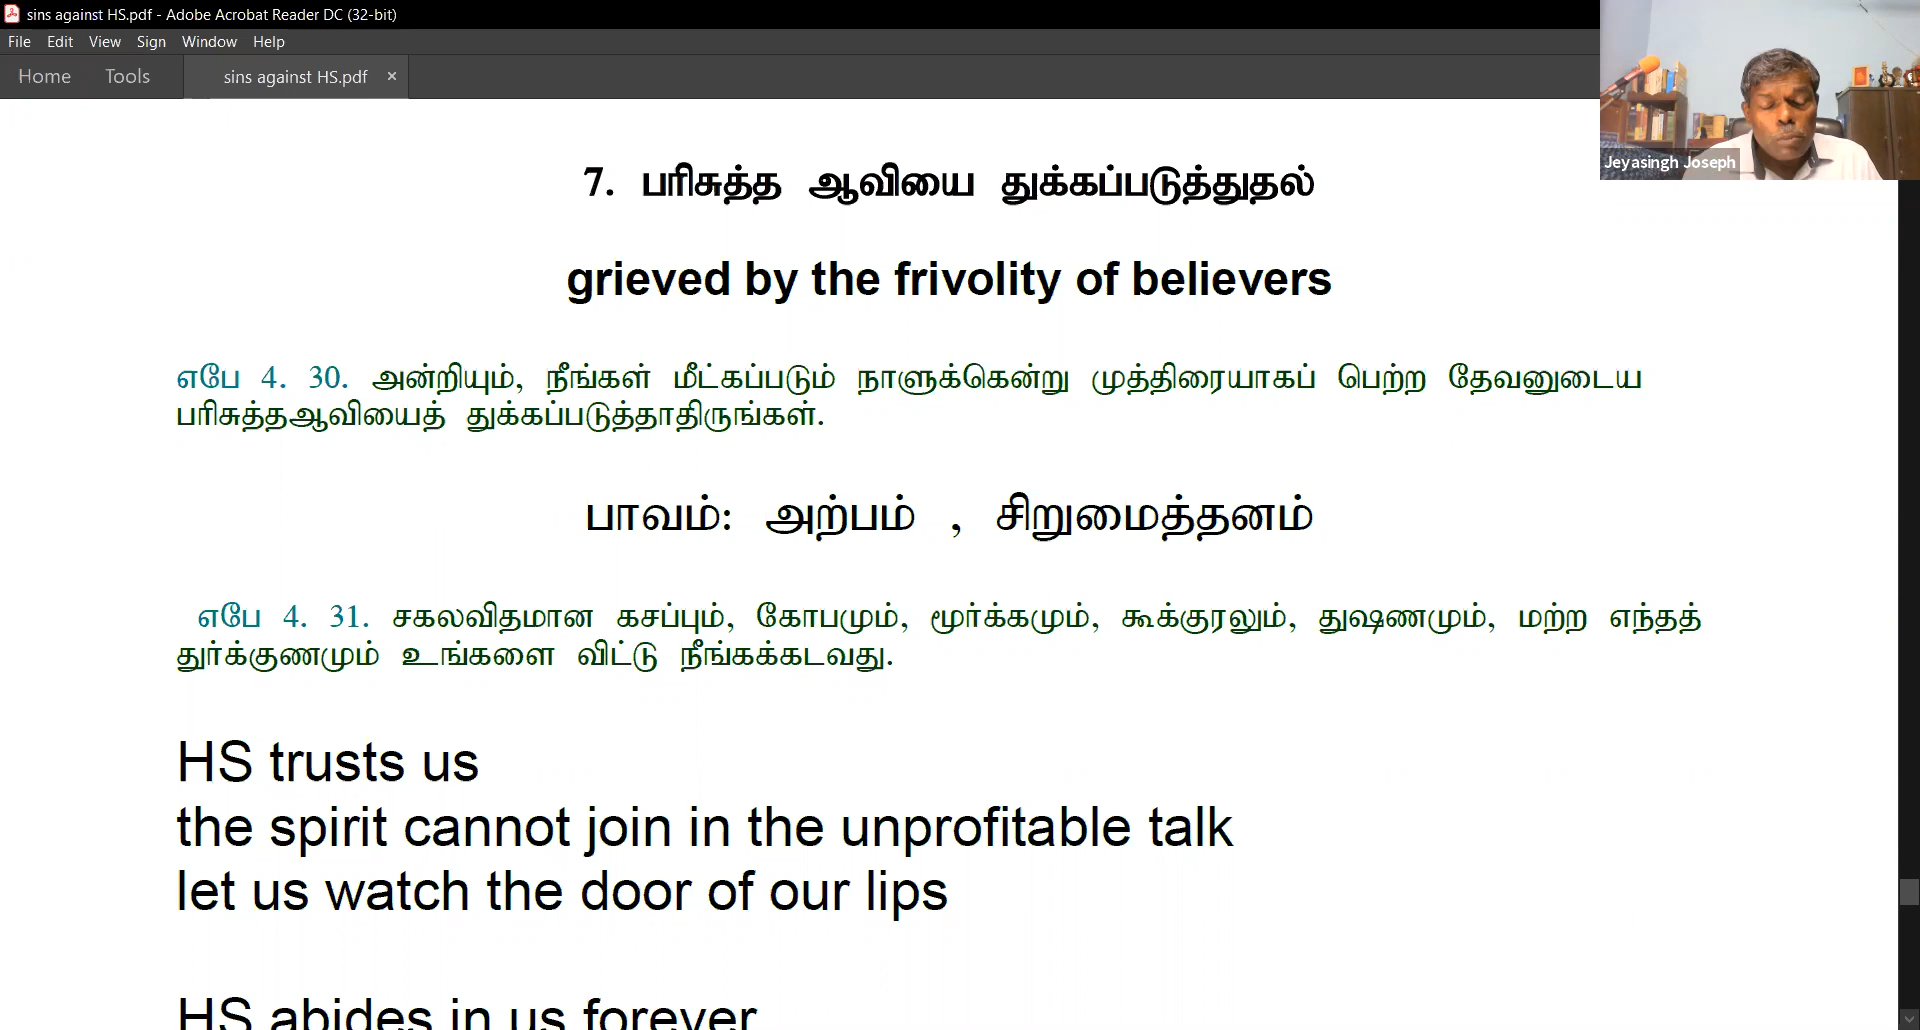 sins against HS.pdf - Adobe Acrobat Reader DC (32-bit)
File Edit View Sign Window Help
Home Tools sins against HS.pdf ×
Jeyasingh Joseph
7. பரிசுத்த ஆவியை துக்கப்படுத்துதல்
grieved by the frivolity of believers
எபே 4. 30. அன்றியும், நீங்கள் மீட்கப்படும் நாளுக்கென்று முத்திரையாகப் பெற்ற தேவனுடைய
பரிசுத்தஆவியைத் துக்கப்படுத்தாதிருங்கள்.
பாவம்: அற்பம் , சிறுமைத்தனம்
எபே 4. 31. சகலவிதமான கசப்பும், கோபமும், மூர்க்கமும், கூக்குரலும், துஷணமும், மற்ற எந்தத்
துர்க்குணமும் உங்களை விட்டு நீங்கக்கடவது.
HS trusts us
the spirit cannot join in the unprofitable talk
let us watch the door of our lips
HS abides in us forever